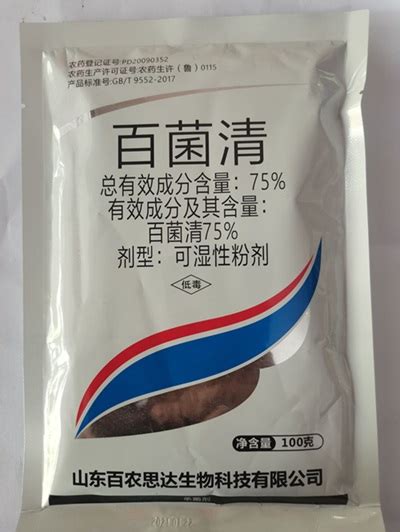 农药登记证号:PD20090352
农药生产许可证号:农药生许（鲁）0115
产品标准号:GB/T 9552-2017
百菌清
总有效成分含量：75%
有效成分及其含量：
百菌清75%
剂型：可湿性粉剂
低毒
净含量 100克
山东百农思达生物科技有限公司
杀菌剂